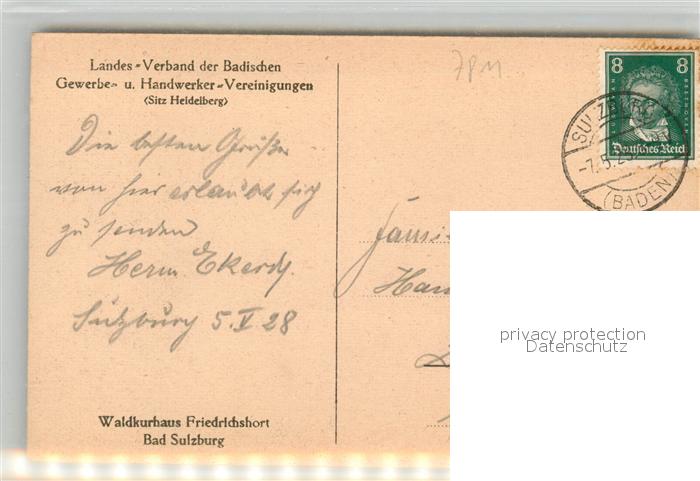 Landes-Verband der Badischen
Gewerbe- u. Handwerker-Vereinigungen
(Sitz Heidelberg)
Die besten Grüße
von hier erlaubt sich
zu senden
Herm. Ekerdt.
Sulzburg 5.V 28
Waldkurhaus Friedrichshort
Bad Sulzburg
8 8
Deutsches Reich
SULZBURG
(BADEN)
privacy protection
Datenschutz